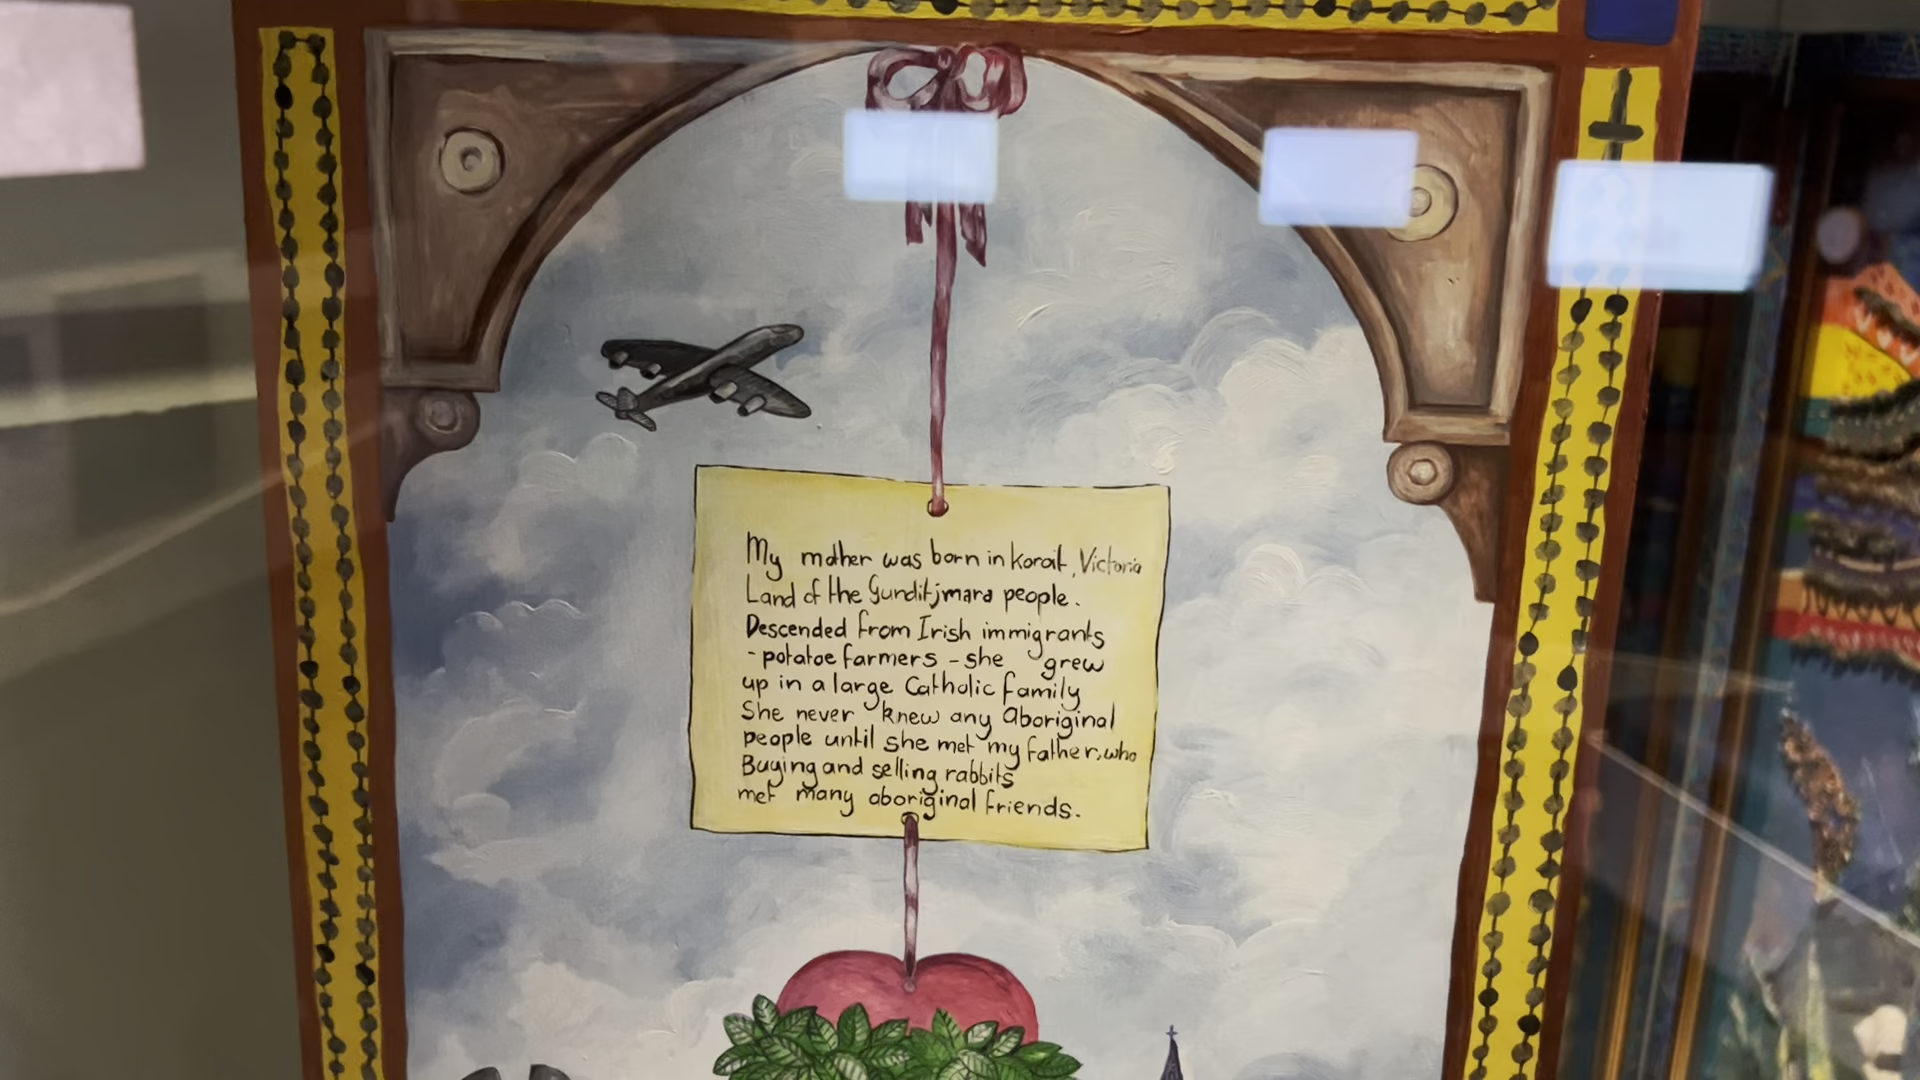 My mother was born in Koroit, Victoria
Land of the Gunditjmara people.
Descended from Irish immigrants
- potatoe farmers - she grew
up in a large Catholic family
She never knew any Aboriginal
people until she met my father, who
Buying and selling rabbits
met many aboriginal friends.